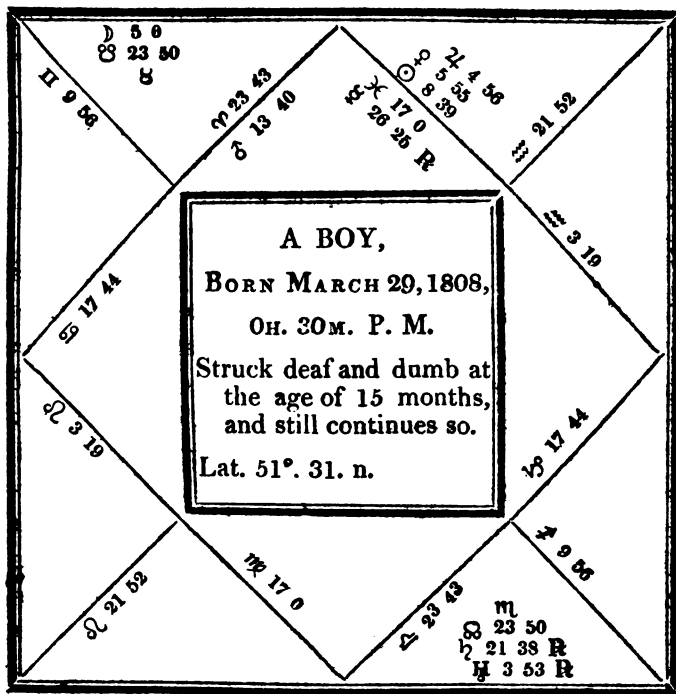 ☽ 5 0
☋ 23 50
♉
♊ 9 56
♈ 23 43
♂ 13 40
♃ 4 56
♀ 5 55
☉ 8 39
♓ 17 0
☿ 26 25 ℞
♒ 21 52
♒ 3 19
♋ 17 44
A BOY,
BORN MARCH 29, 1808,
0H. 30M. P. M.
Struck deaf and dumb at
the age of 15 months,
and still continues so.
Lat. 51°. 31. n.
♌ 3 19
♑ 17 44
♌ 21 52
♍ 17 0
♎ 23 43
♐ 9 56
♏
☊ 23 50
♄ 21 38 ℞
♅ 3 53 ℞